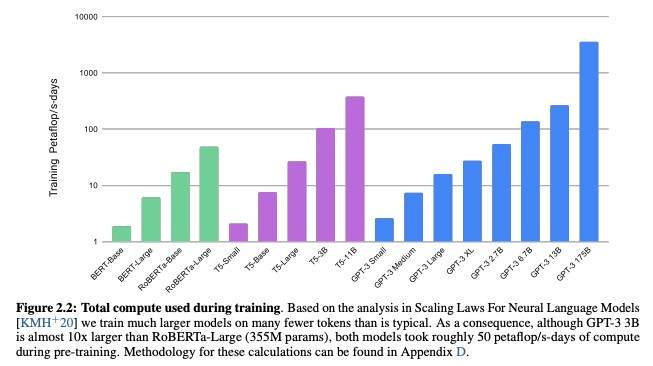 10000
1000
100
10
1
Training Petaflop/s-days
BERT-Base
BERT-Large
RoBERTa-Base
RoBERTa-Large
T5-Small
T5-Base
T5-Large
T5-3B
T5-11B
GPT-3 Small
GPT-3 Medium
GPT-3 Large
GPT-3 XL
GPT-3 2.7B
GPT-3 6.7B
GPT-3 13B
GPT-3 175B
Figure 2.2: Total compute used during training. Based on the analysis in Scaling Laws For Neural Language Models
[KMH+20] we train much larger models on many fewer tokens than is typical. As a consequence, although GPT-3 3B
is almost 10x larger than RoBERTa-Large (355M params), both models took roughly 50 petaflop/s-days of compute
during pre-training. Methodology for these calculations can be found in Appendix D.